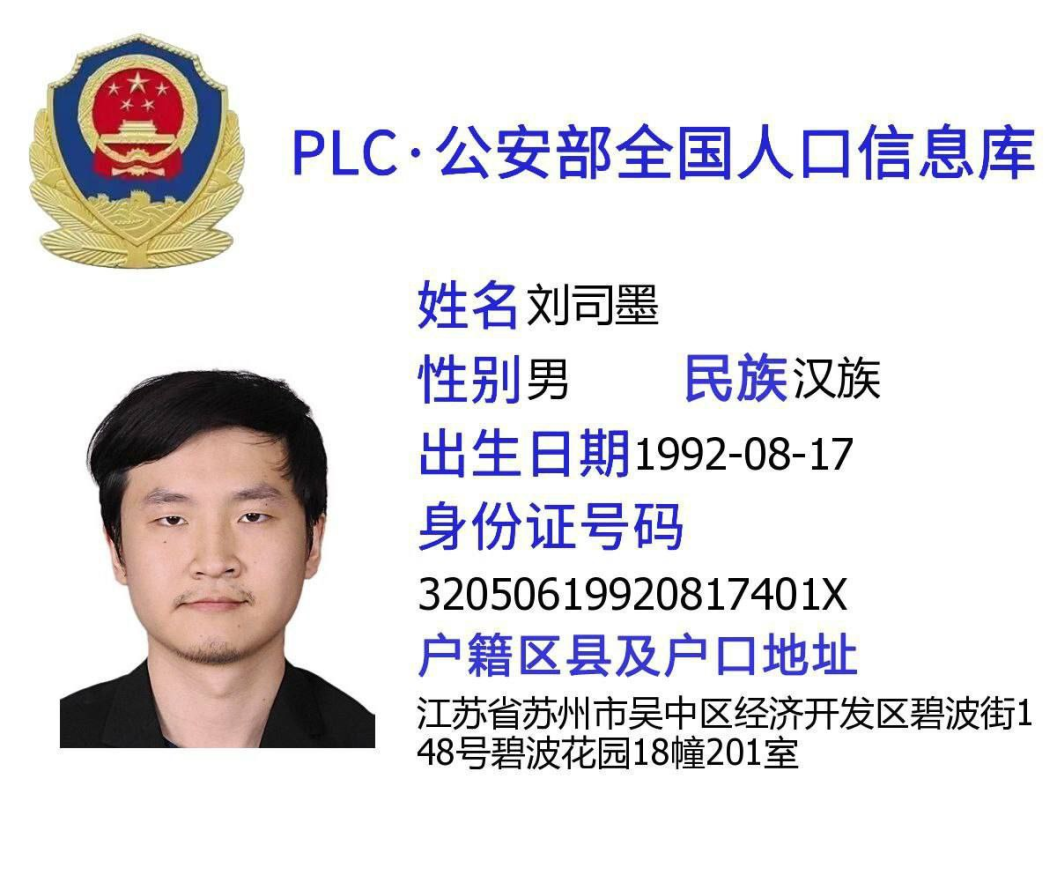 PLC·公安部全国人口信息库
姓名 刘司墨
性别 男 民族 汉族
出生日期 1992-08-17
身份证号码
32050619920817401X
户籍区县及户口地址
江苏省苏州市吴中区经济开发区碧波街1
48号碧波花园18幢201室